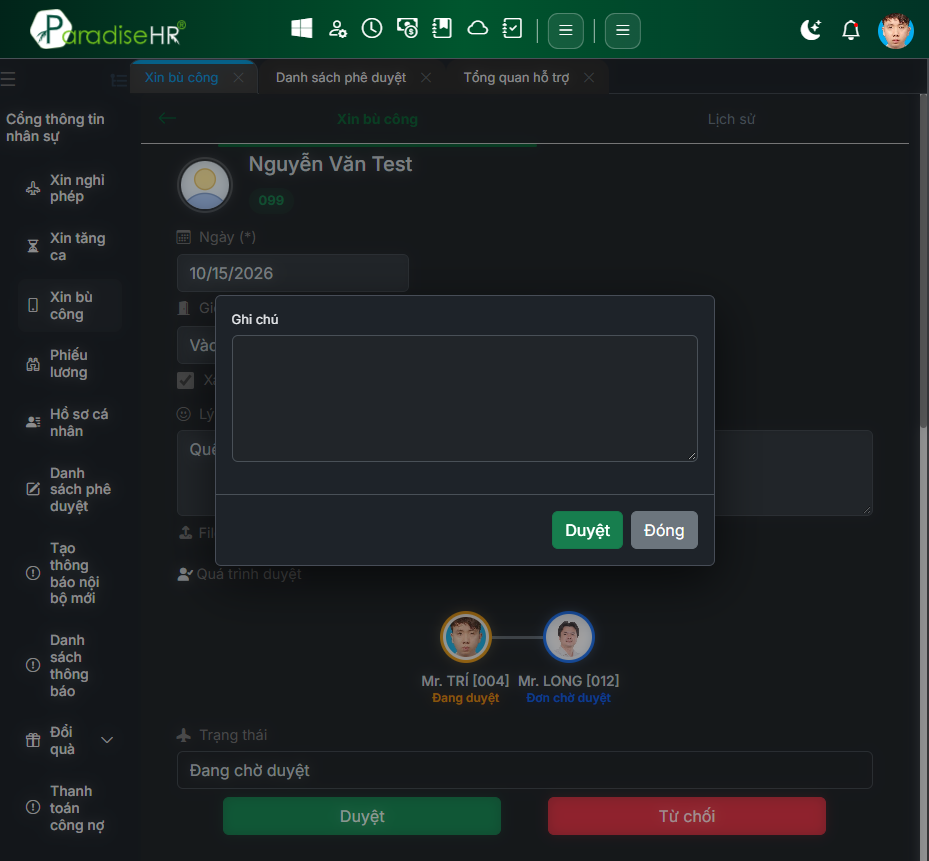 ParadiseHR®
Xin bù công
Danh sách phê duyệt
Tổng quan hỗ trợ
Cổng thông tin
nhân sự
Xin nghỉ
phép
Xin tăng
ca
Xin bù
công
Phiếu
lương
Hồ sơ cá
nhân
Danh
sách phê
duyệt
Tạo
thông
báo nội
bộ mới
Danh
sách
thông
báo
Đổi
quà
Thanh
toán
công nợ
Xin bù công
Lịch sử
Nguyễn Văn Test
099
Ngày (*)
10/15/2026
Ghi chú
Duyệt
Đóng
Quá trình duyệt
Mr. TRÍ [004]
Đang duyệt
Mr. LONG [012]
Đơn chờ duyệt
Trạng thái
Đang chờ duyệt
Duyệt
Từ chối